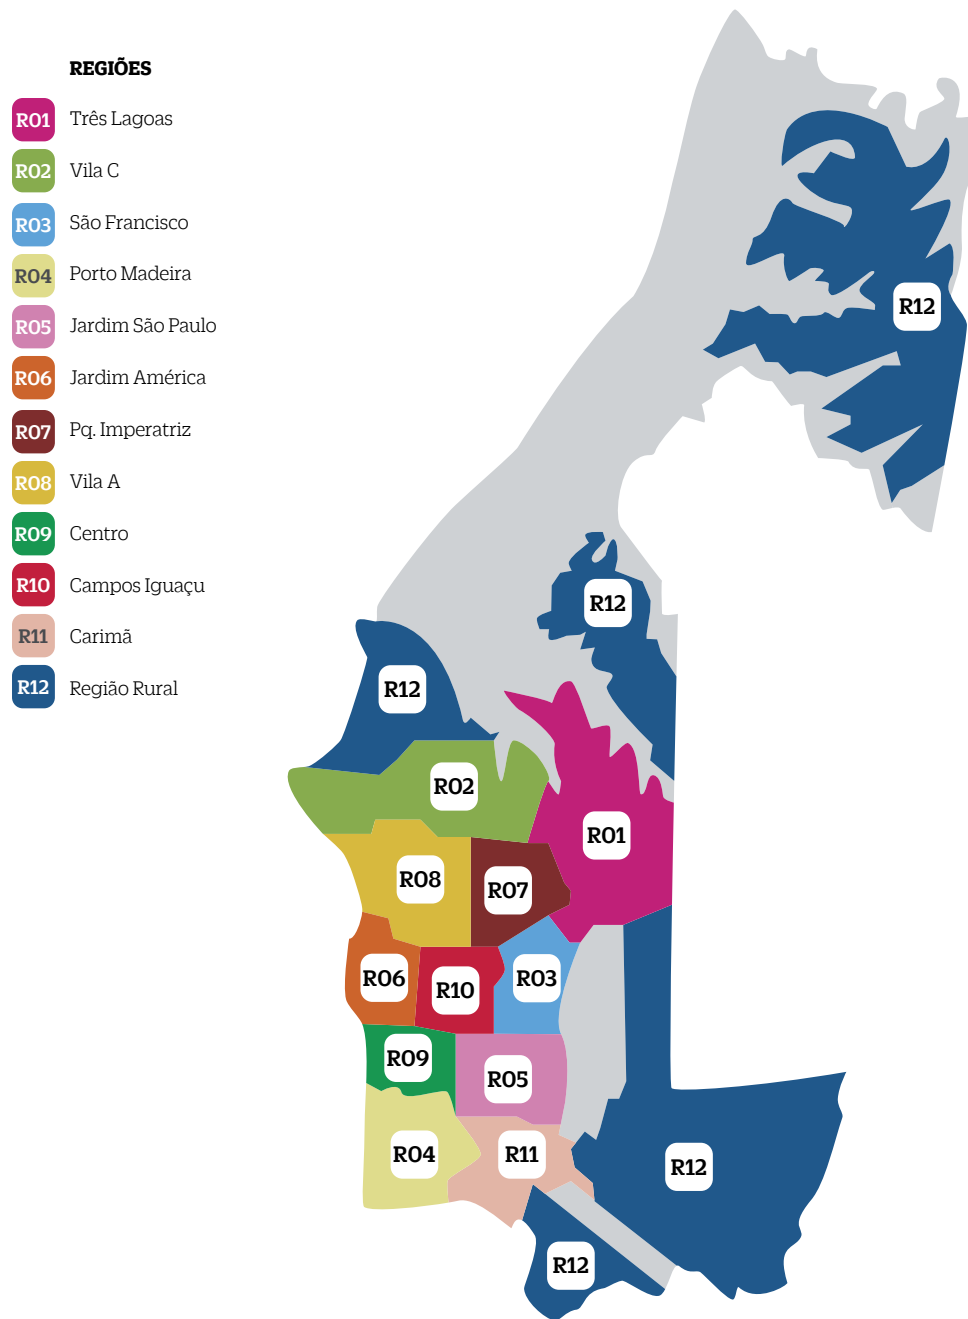 REGIÕES
R01 Três Lagoas
R02 Vila C
R03 São Francisco
R04 Porto Madeira
R05 Jardim São Paulo
R06 Jardim América
R07 Pq. Imperatriz
R08 Vila A
R09 Centro
R10 Campos Iguaçu
R11 Carimã
R12 Região Rural
R12
R12
R12
R02
R01
R08
R07
R06
R10
R03
R09
R05
R04
R11
R12
R12